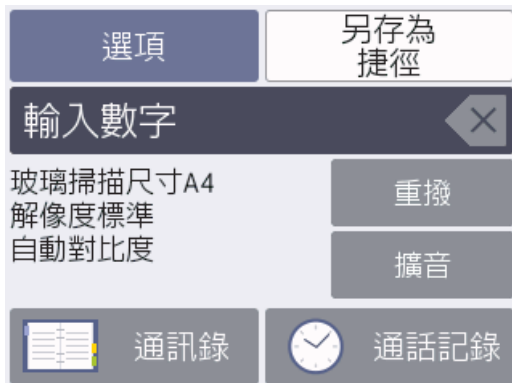 選項
另存為
捷徑
輸入數字
玻璃掃描尺寸A4
解像度標準
自動對比度
重撥
擴音
通訊錄
通話記錄